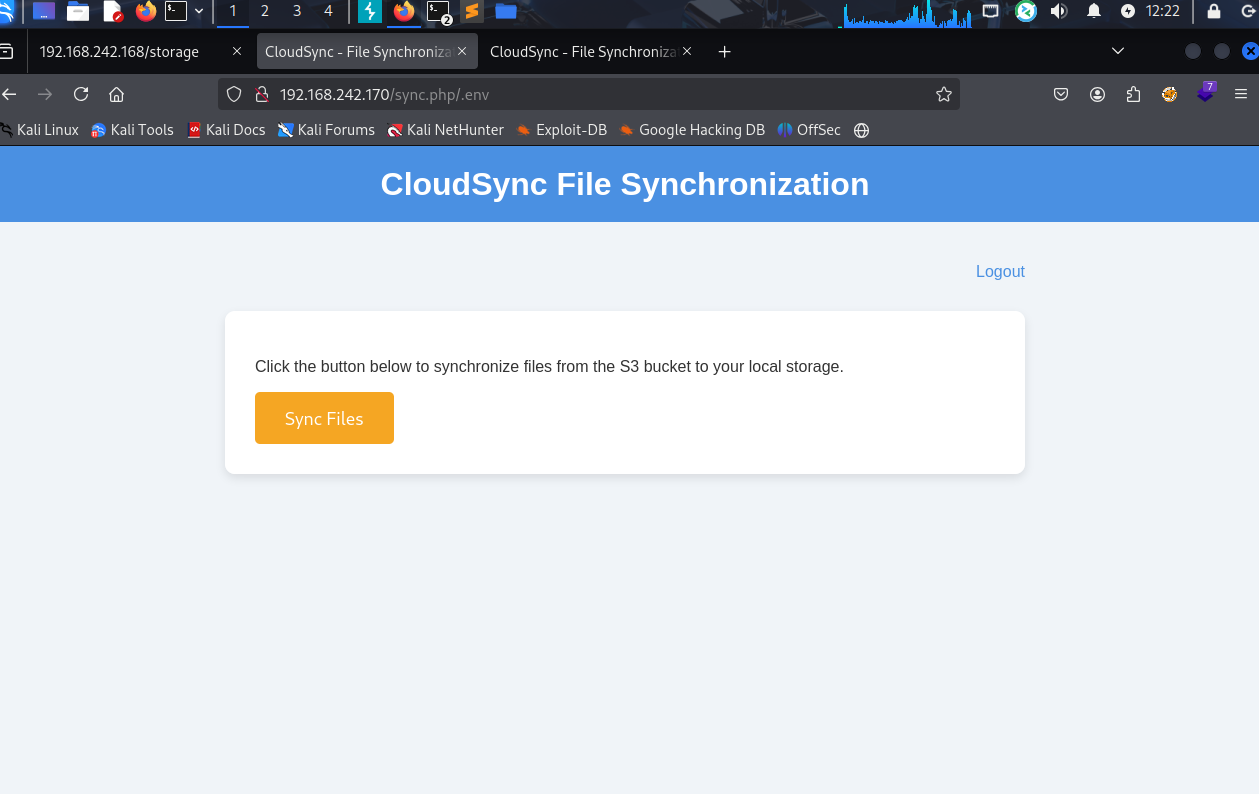 1 2 3 4 2 12:22
192.168.242.168/storage CloudSync - File Synchroniza CloudSync - File Synchroniza
192.168.242.170/sync.php/.env 7
Kali Linux Kali Tools Kali Docs Kali Forums Kali NetHunter Exploit-DB Google Hacking DB OffSec
CloudSync File Synchronization
Logout
Click the button below to synchronize files from the S3 bucket to your local storage.
Sync Files